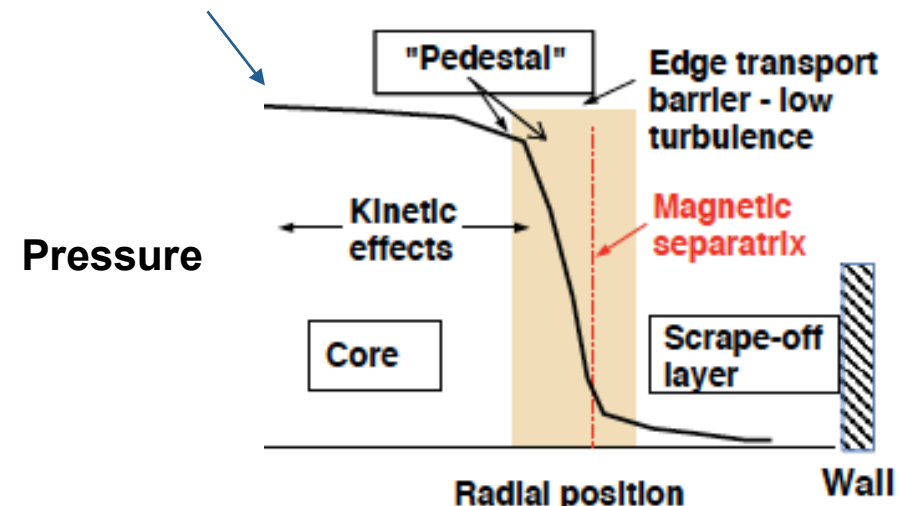 "Pedestal"
Edge transport
barrier - low
turbulence
Kinetic
effects
Magnetic
separatrix
Pressure
Core
Scrape-off
layer
Radial position
Wall